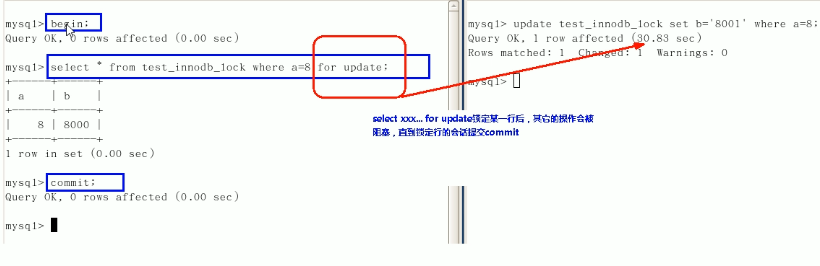 mysql> begin;
Query OK, 0 rows affected (0.00 sec)
mysql> select * from test_innodb_lock where a=8 for update;
+------+------+
| a    | b    |
+------+------+
|    8 | 8000 |
+------+------+
1 row in set (0.00 sec)
mysql> commit;
Query OK, 0 rows affected (0.00 sec)
mysql>
mysql> update test_innodb_lock set b='8001' where a=8;
Query OK, 1 row affected (30.83 sec)
Rows matched: 1  Changed: 1  Warnings: 0
mysql>
select xxx... for update锁定某一行后，其它的操作会被
阻塞，直到锁定行的会话提交commit